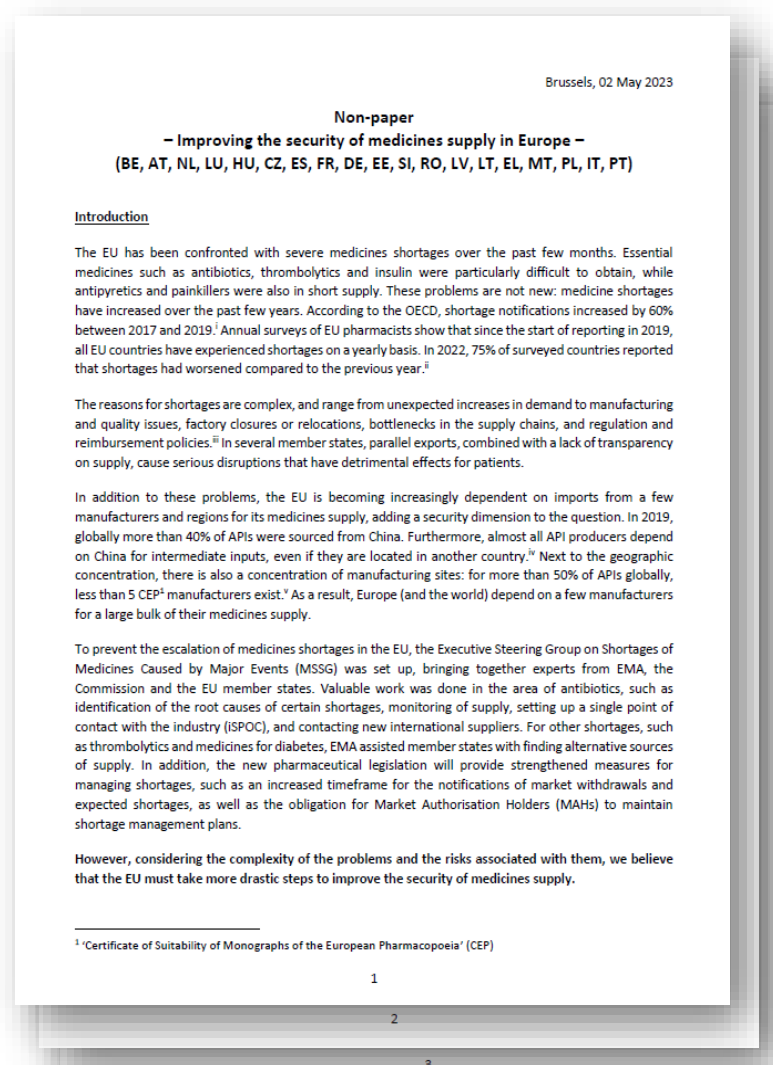 Brussels, 02 May 2023
Non-paper
– Improving the security of medicines supply in Europe –
(BE, AT, NL, LU, HU, CZ, ES, FR, DE, EE, SI, RO, LV, LT, EL, MT, PL, IT, PT)
Introduction
The EU has been confronted with severe medicines shortages over the past few months. Essential
medicines such as antibiotics, thrombolytics and insulin were particularly difficult to obtain, while
antipyretics and painkillers were also in short supply. These problems are not new: medicine shortages
have increased over the past few years. According to the OECD, shortage notifications increased by 60%
between 2017 and 2019.ⁱ Annual surveys of EU pharmacists show that since the start of reporting in 2019,
all EU countries have experienced shortages on a yearly basis. In 2022, 75% of surveyed countries reported
that shortages had worsened compared to the previous year.ⁱⁱ
The reasons for shortages are complex, and range from unexpected increases in demand to manufacturing
and quality issues, factory closures or relocations, bottlenecks in the supply chains, and regulation and
reimbursement policies.ⁱⁱⁱ In several member states, parallel exports, combined with a lack of transparency
on supply, cause serious disruptions that have detrimental effects for patients.
In addition to these problems, the EU is becoming increasingly dependent on imports from a few
manufacturers and regions for its medicines supply, adding a security dimension to the question. In 2019,
globally more than 40% of APIs were sourced from China. Furthermore, almost all API producers depend
on China for intermediate inputs, even if they are located in another country.ⁱᵛ Next to the geographic
concentration, there is also a concentration of manufacturing sites: for more than 50% of APIs globally,
less than 5 CEP¹ manufacturers exist.ᵛ As a result, Europe (and the world) depend on a few manufacturers
for a large bulk of their medicines supply.
To prevent the escalation of medicines shortages in the EU, the Executive Steering Group on Shortages of
Medicines Caused by Major Events (MSSG) was set up, bringing together experts from EMA, the
Commission and the EU member states. Valuable work was done in the area of antibiotics, such as
identification of the root causes of certain shortages, monitoring of supply, setting up a single point of
contact with the industry (iSPOC), and contacting new international suppliers. For other shortages, such
as thrombolytics and medicines for diabetes, EMA assisted member states with finding alternative sources
of supply. In addition, the new pharmaceutical legislation will provide strengthened measures for
managing shortages, such as an increased timeframe for the notifications of market withdrawals and
expected shortages, as well as the obligation for Market Authorisation Holders (MAHs) to maintain
shortage management plans.
However, considering the complexity of the problems and the risks associated with them, we believe
that the EU must take more drastic steps to improve the security of medicines supply.
¹ ‘Certificate of Suitability of Monographs of the European Pharmacopoeia’ (CEP)
1
2
3